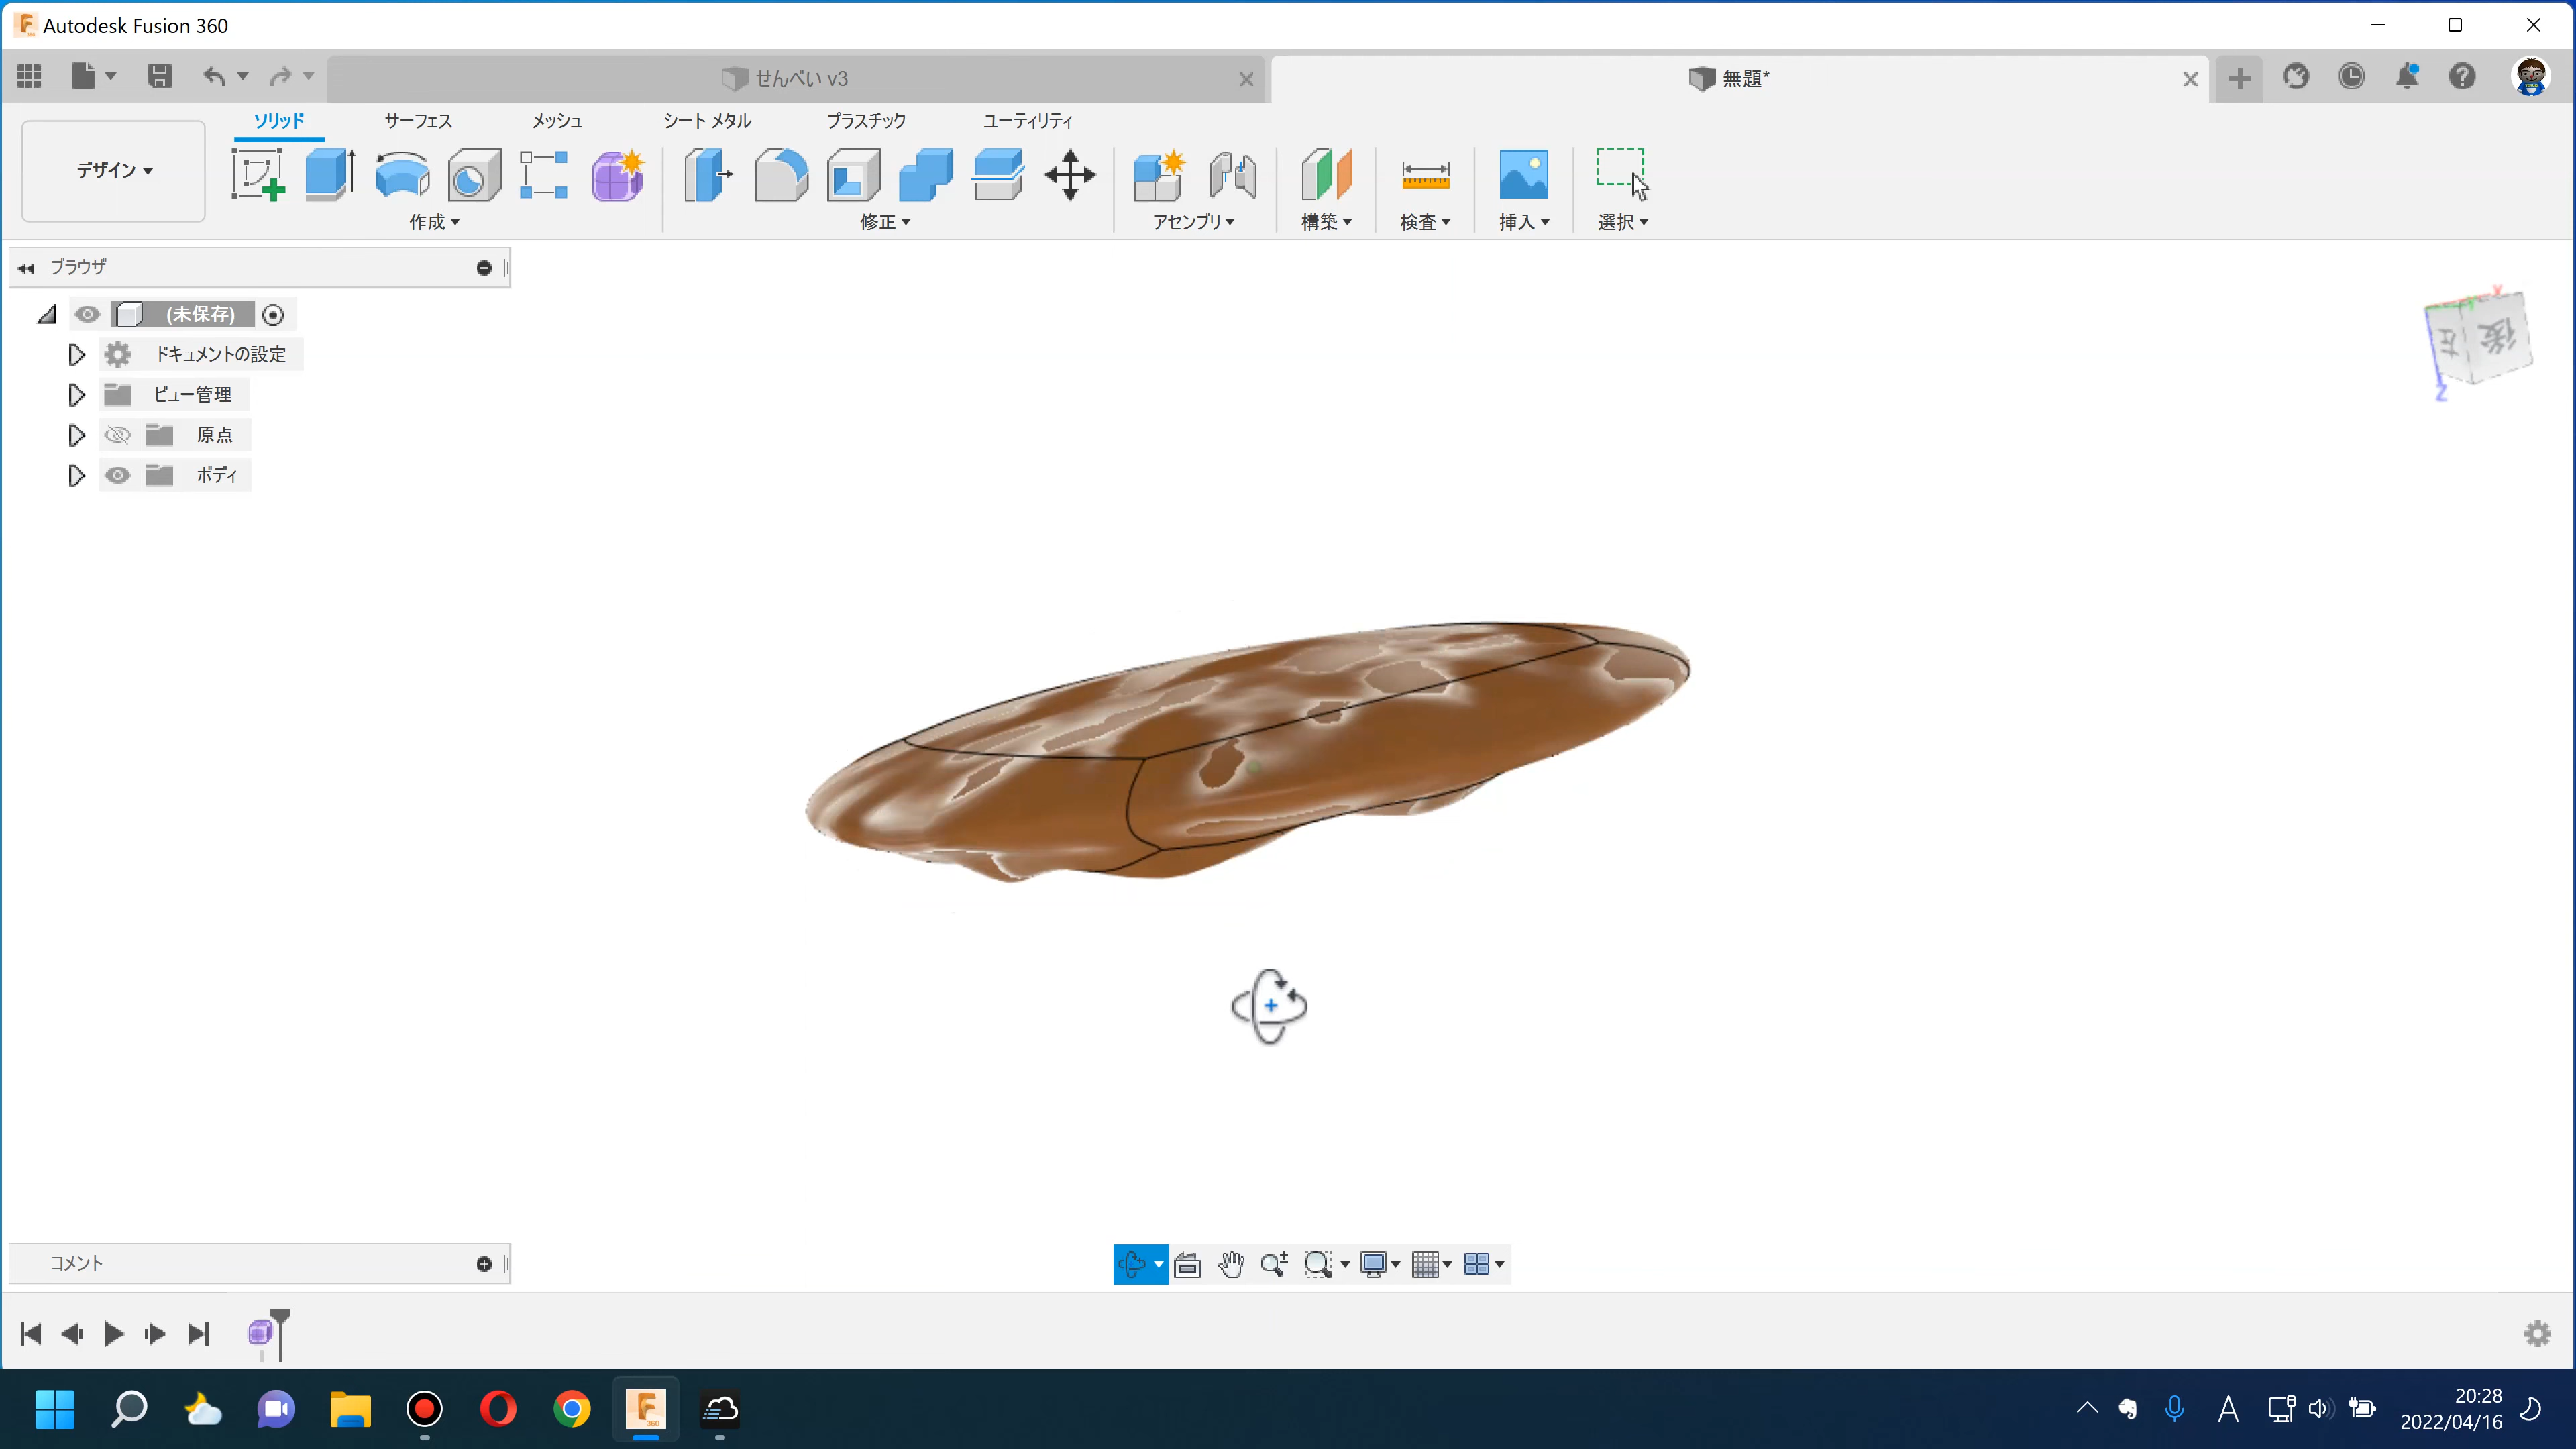 Autodesk Fusion 360
せんべい v3
無題*
デザイン
ソリッド
サーフェス
メッシュ
シート メタル
プラスチック
ユーティリティ
作成
修正
アセンブリ
構築
検査
挿入
選択
ブラウザ
(未保存)
ドキュメントの設定
ビュー管理
原点
ボディ
左
後
Z
コメント
360
A
20:28
2022/04/16